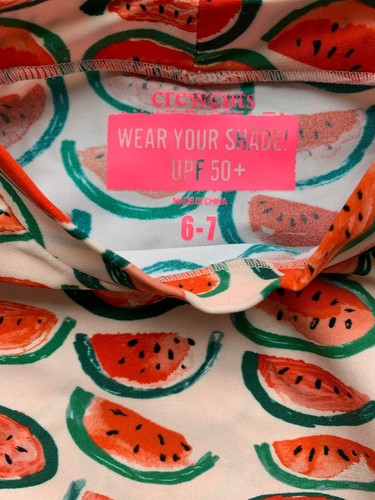 crewcuts
WEAR YOUR SHADE!
UPF 50+
MADE IN CHINA
6-7